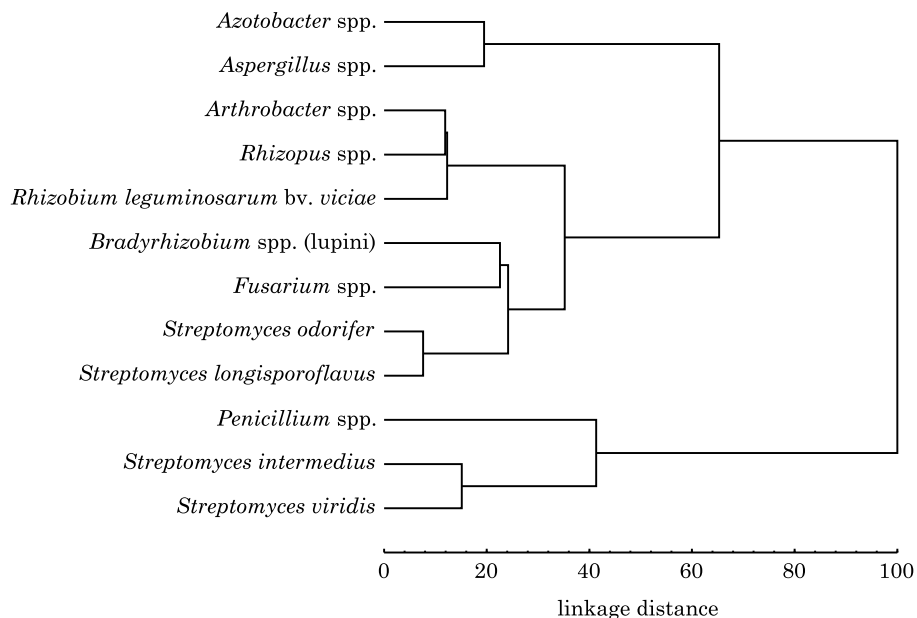 Azotobacter spp.
Aspergillus spp.
Arthrobacter spp.
Rhizopus spp.
Rhizobium leguminosarum bv. viciae
Bradyrhizobium spp. (lupini)
Fusarium spp.
Streptomyces odorifer
Streptomyces longisporoflavus
Penicillium spp.
Streptomyces intermedius
Streptomyces viridis
0 20 40 60 80 100
linkage distance